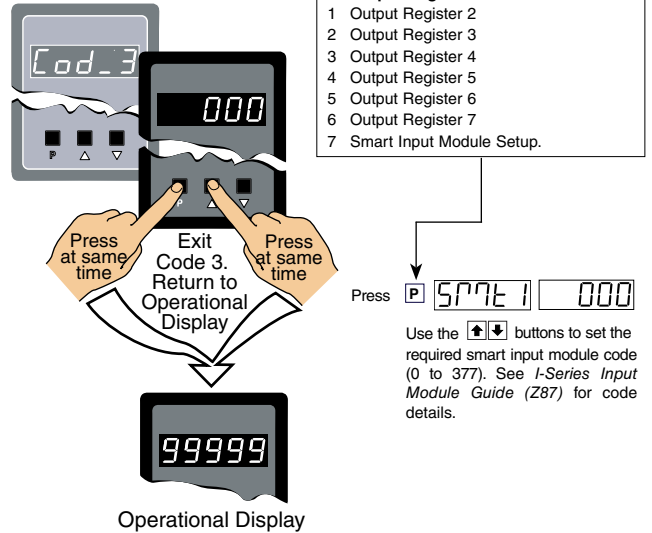 1 Output Register 2
2 Output Register 3
3 Output Register 4
4 Output Register 5
5 Output Register 6
6 Output Register 7
7 Smart Input Module Setup.
Cod_3
P
000
P
Press
at same
time
Exit
Code 3.
Return to
Operational
Display
Press
at same
time
99999
Operational Display
Press P SMt 1 000
Use the buttons to set the
required smart input module code
(0 to 377). See I-Series Input
Module Guide (Z87) for code
details.